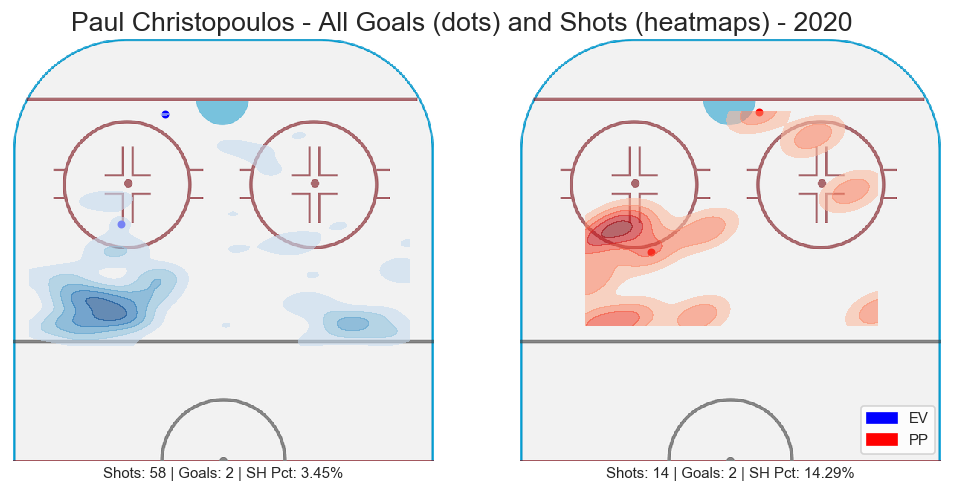 Paul Christopoulos - All Goals (dots) and Shots (heatmaps) - 2020
EV
PP
Shots: 58 | Goals: 2 | SH Pct: 3.45%
Shots: 14 | Goals: 2 | SH Pct: 14.29%